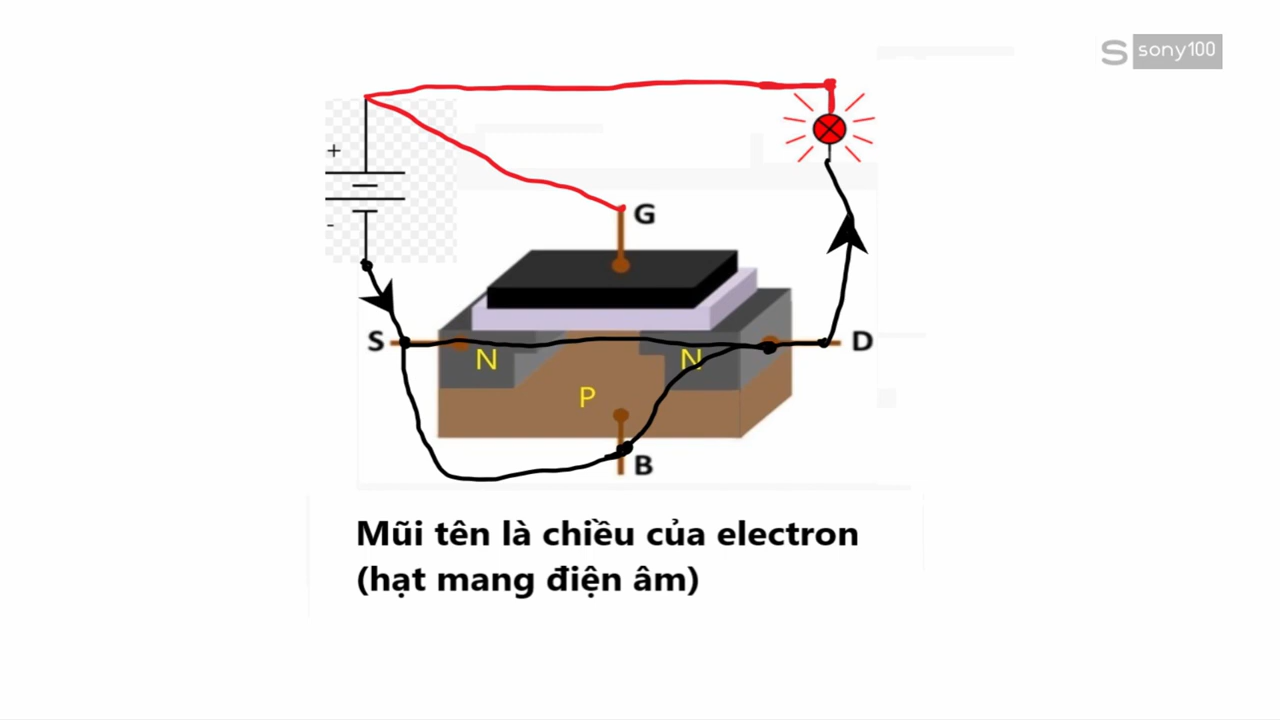 S sony100
+
-
G
S
D
N
N
P
B
Mũi tên là chiều của electron
(hạt mang điện âm)